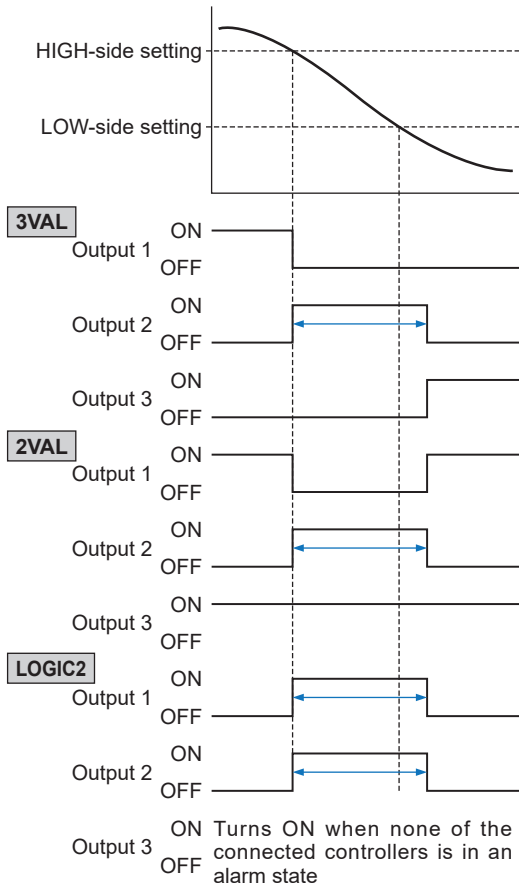 HIGH-side setting
LOW-side setting
3VAL
Output 1
ON
OFF
Output 2
ON
OFF
Output 3
ON
OFF
2VAL
Output 1
ON
OFF
Output 2
ON
OFF
Output 3
ON
OFF
LOGIC2
Output 1
ON
OFF
Output 2
ON
OFF
Output 3
ON
OFF
Turns ON when none of the
connected controllers is in an
alarm state